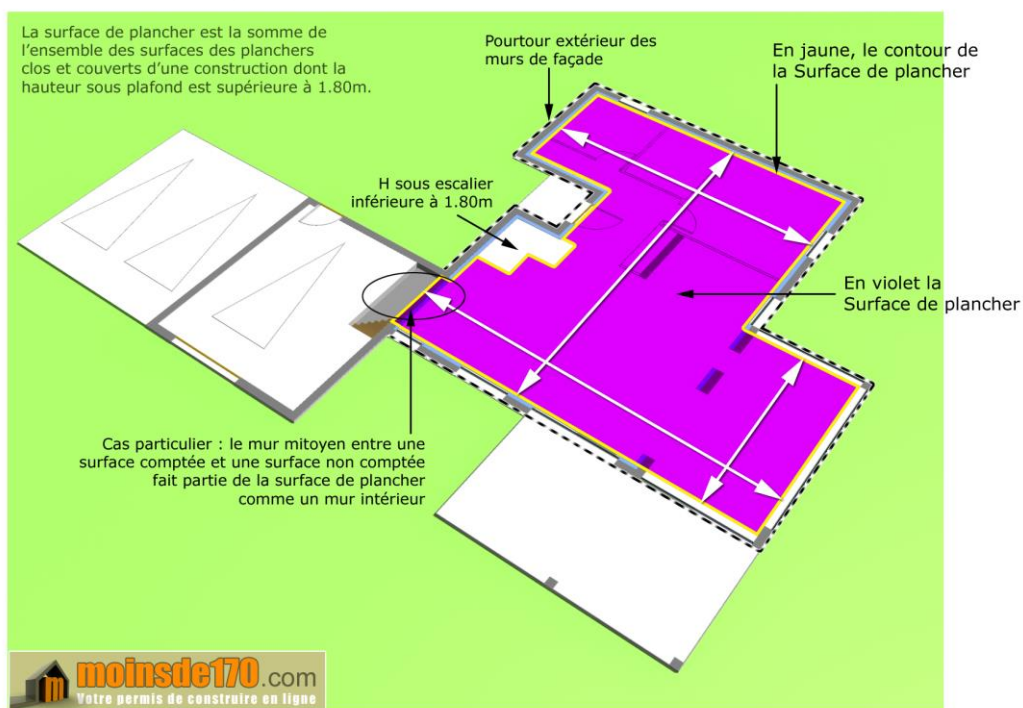 La surface de plancher est la somme de
l'ensemble des surfaces des planchers
clos et couverts d'une construction dont la
hauteur sous plafond est supérieure à 1.80m.
Pourtour extérieur des
murs de façade
En jaune, le contour de
la Surface de plancher
H sous escalier
inférieure à 1.80m
En violet la
Surface de plancher
Cas particulier : le mur mitoyen entre une
surface comptée et une surface non comptée
fait partie de la surface de plancher
comme un mur intérieur
moinsde170.com
Votre permis de construire en ligne